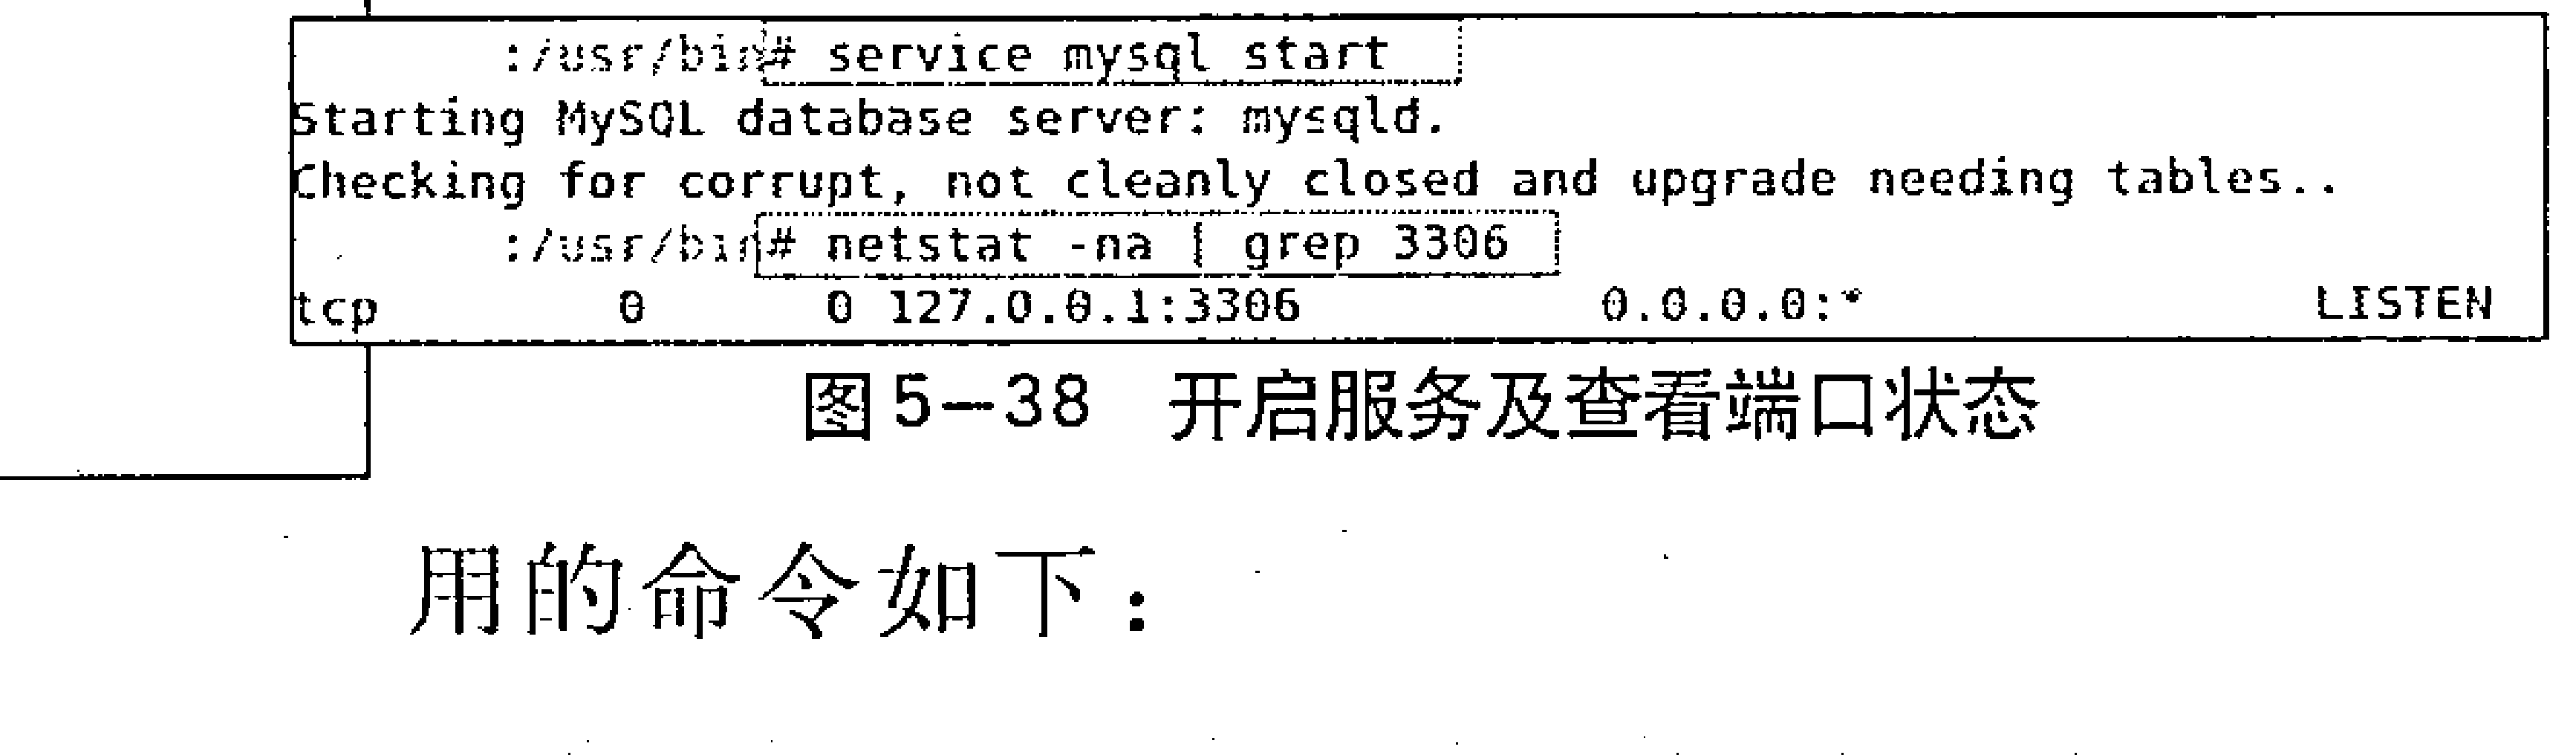 :/usr/bin# service mysql start
Starting MySQL database server: mysqld.
Checking for corrupt, not cleanly closed and upgrade needing tables..
:/usr/bin# netstat -na | grep 3306
tcp 0 0 127.0.0.1:3306 0.0.0.0:* LISTEN
图5—38 开启服务及查看端口状态
用的命令如下：